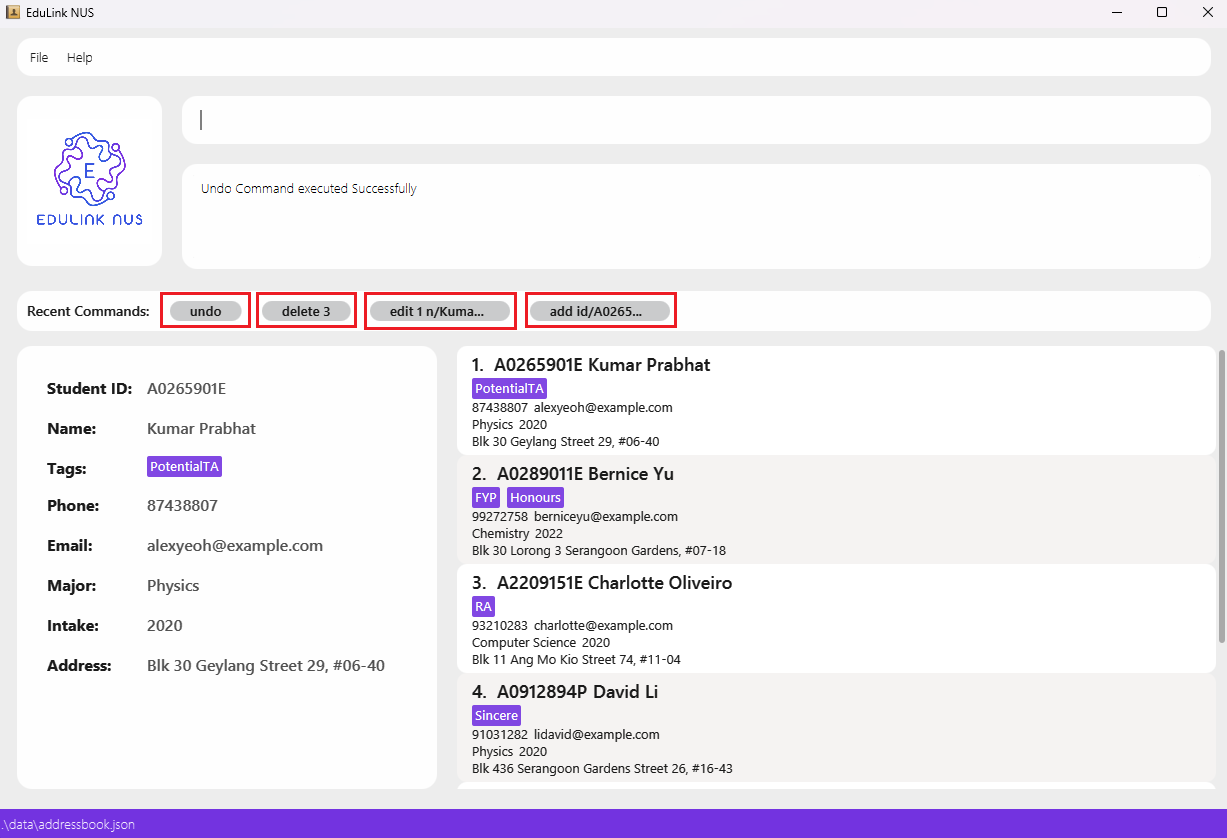 EduLink NUS
File Help
E
EDULINK NUS
Undo Command executed Successfully
Recent Commands: undo delete 3 edit 1 n/Kuma... add id/A0265...
Student ID: A0265901E
Name: Kumar Prabhat
Tags: PotentialTA
Phone: 87438807
Email: alexyeoh@example.com
Major: Physics
Intake: 2020
Address: Blk 30 Geylang Street 29, #06-40
1. A0265901E Kumar Prabhat
PotentialTA
87438807 alexyeoh@example.com
Physics 2020
Blk 30 Geylang Street 29, #06-40
2. A0289011E Bernice Yu
FYP Honours
99272758 berniceyu@example.com
Chemistry 2022
Blk 30 Lorong 3 Serangoon Gardens, #07-18
3. A2209151E Charlotte Oliveiro
RA
93210283 charlotte@example.com
Computer Science 2020
Blk 11 Ang Mo Kio Street 74, #11-04
4. A0912894P David Li
Sincere
91031282 lidavid@example.com
Physics 2020
Blk 436 Serangoon Gardens Street 26, #16-43
.\data\addressbook.json